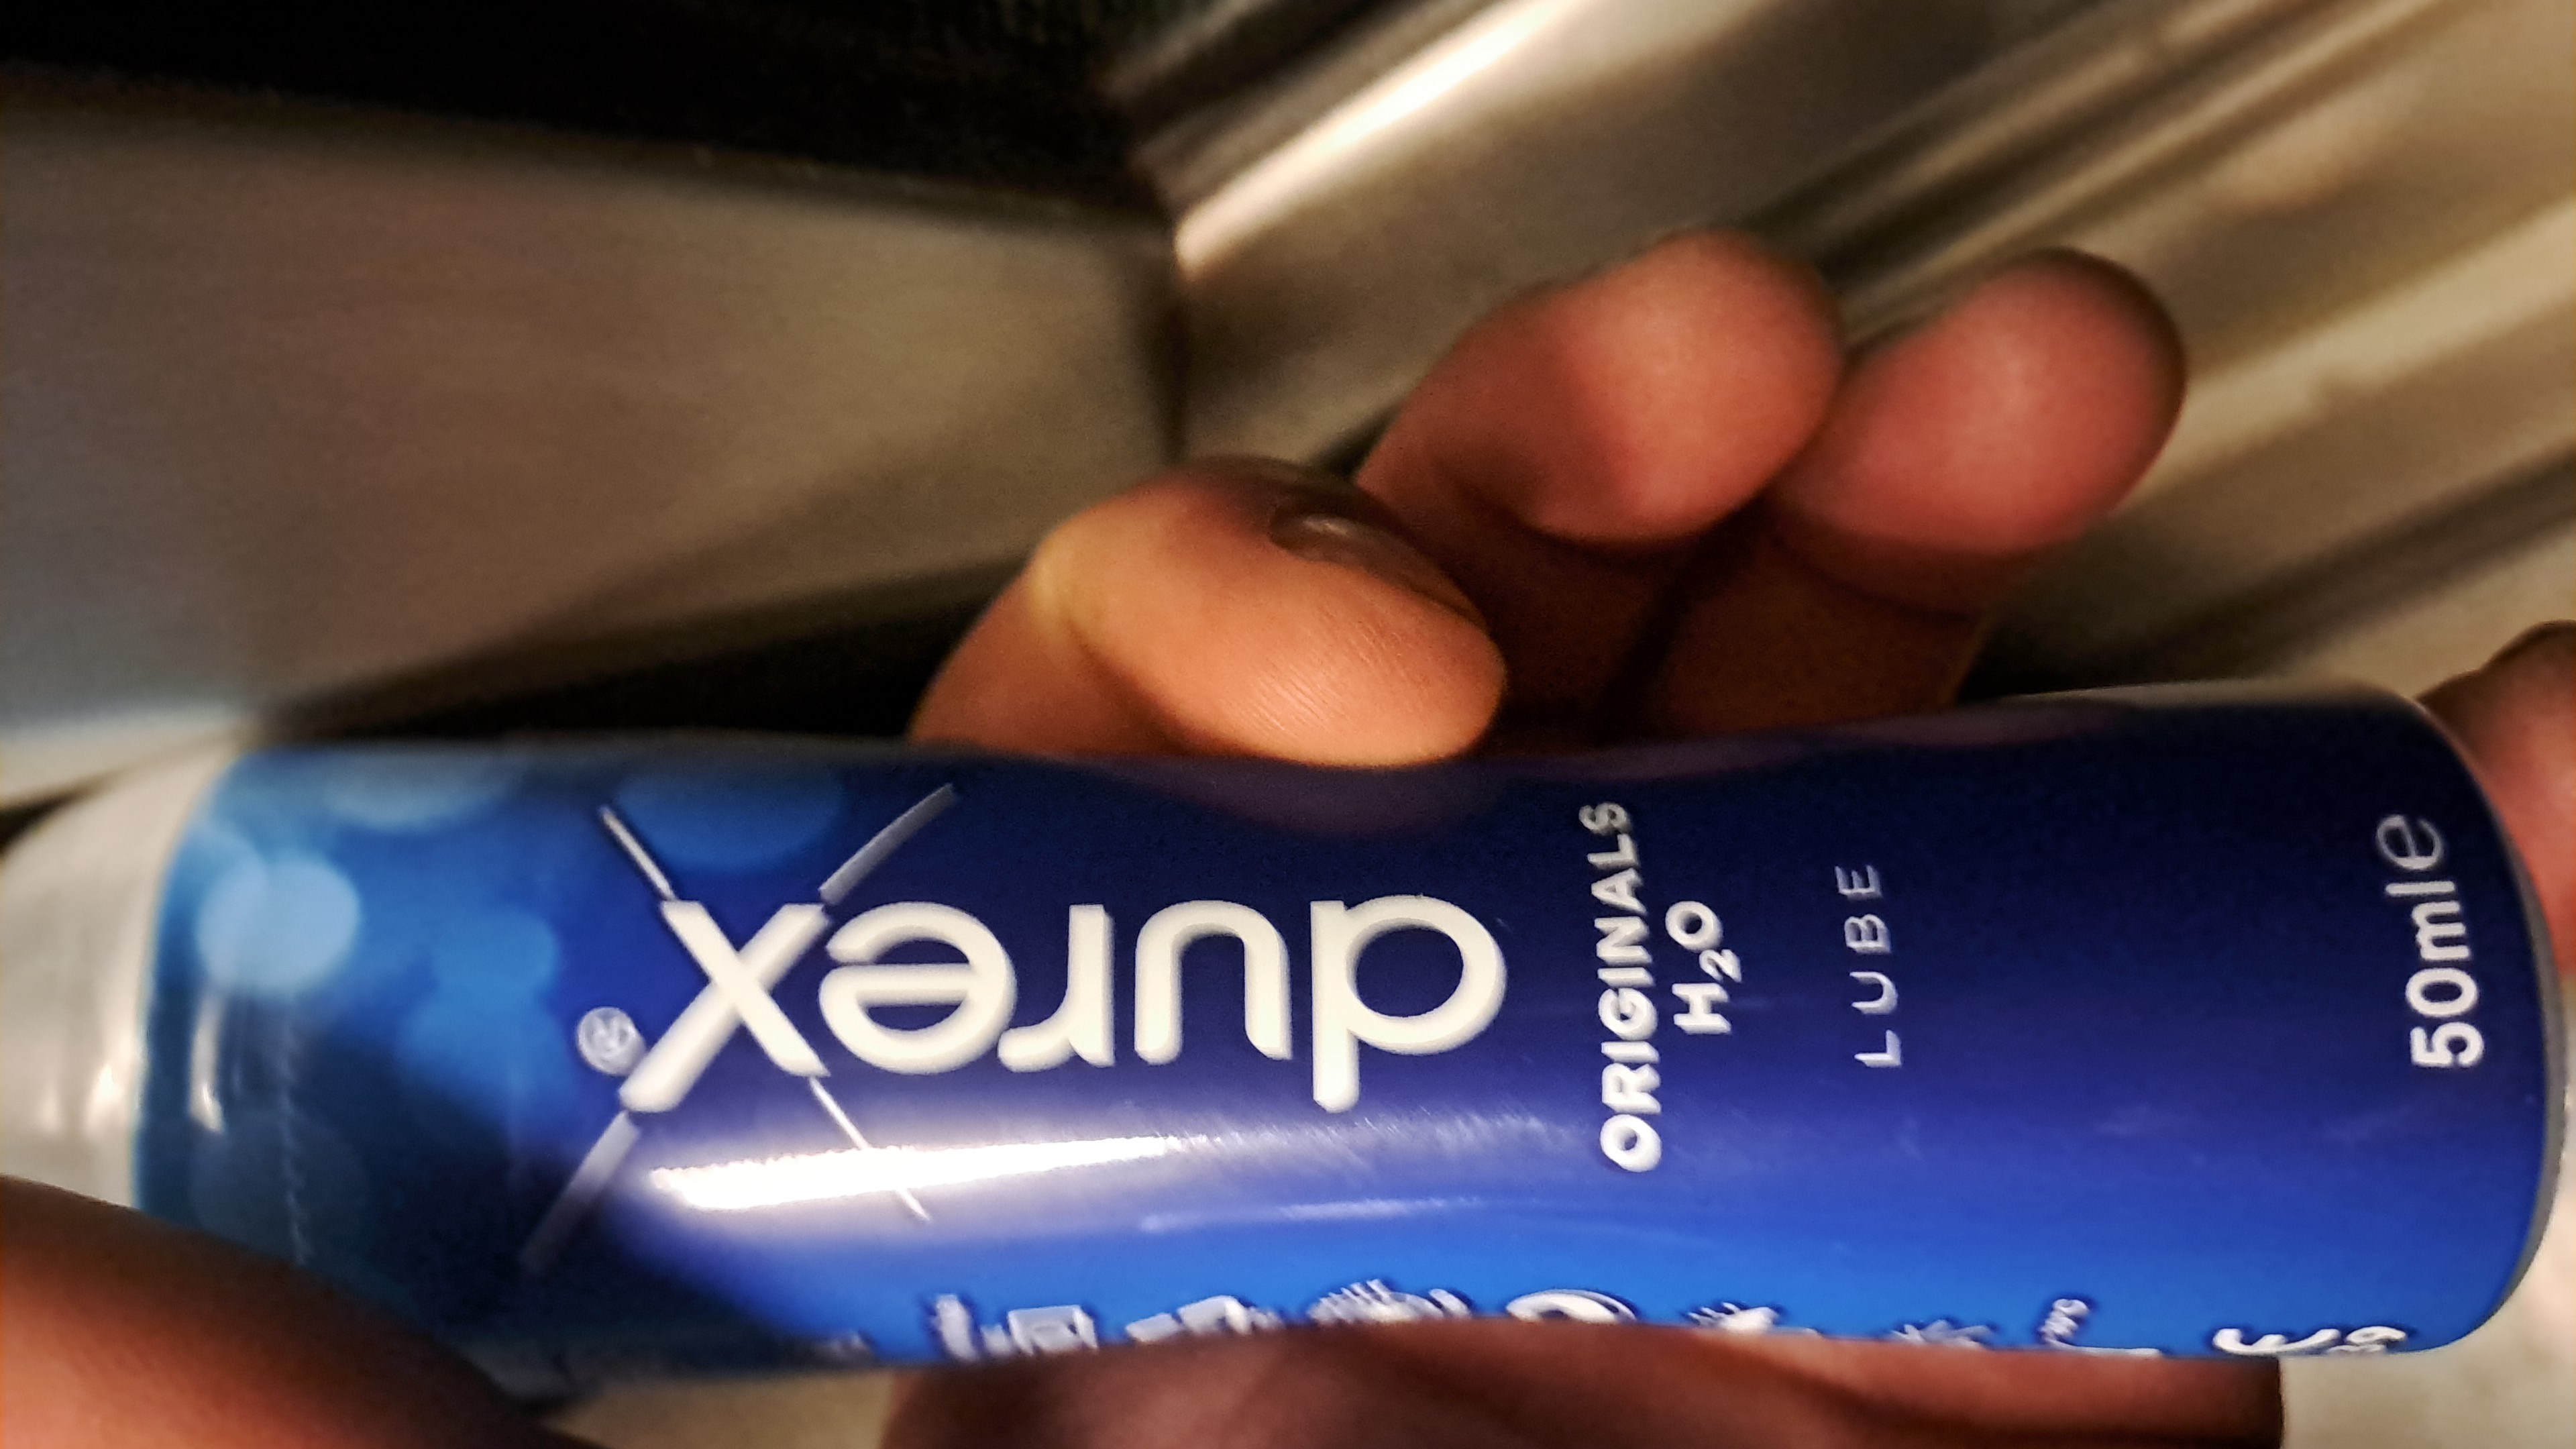 durex®
ORIGINALS
H₂O
LUBE
50ml e